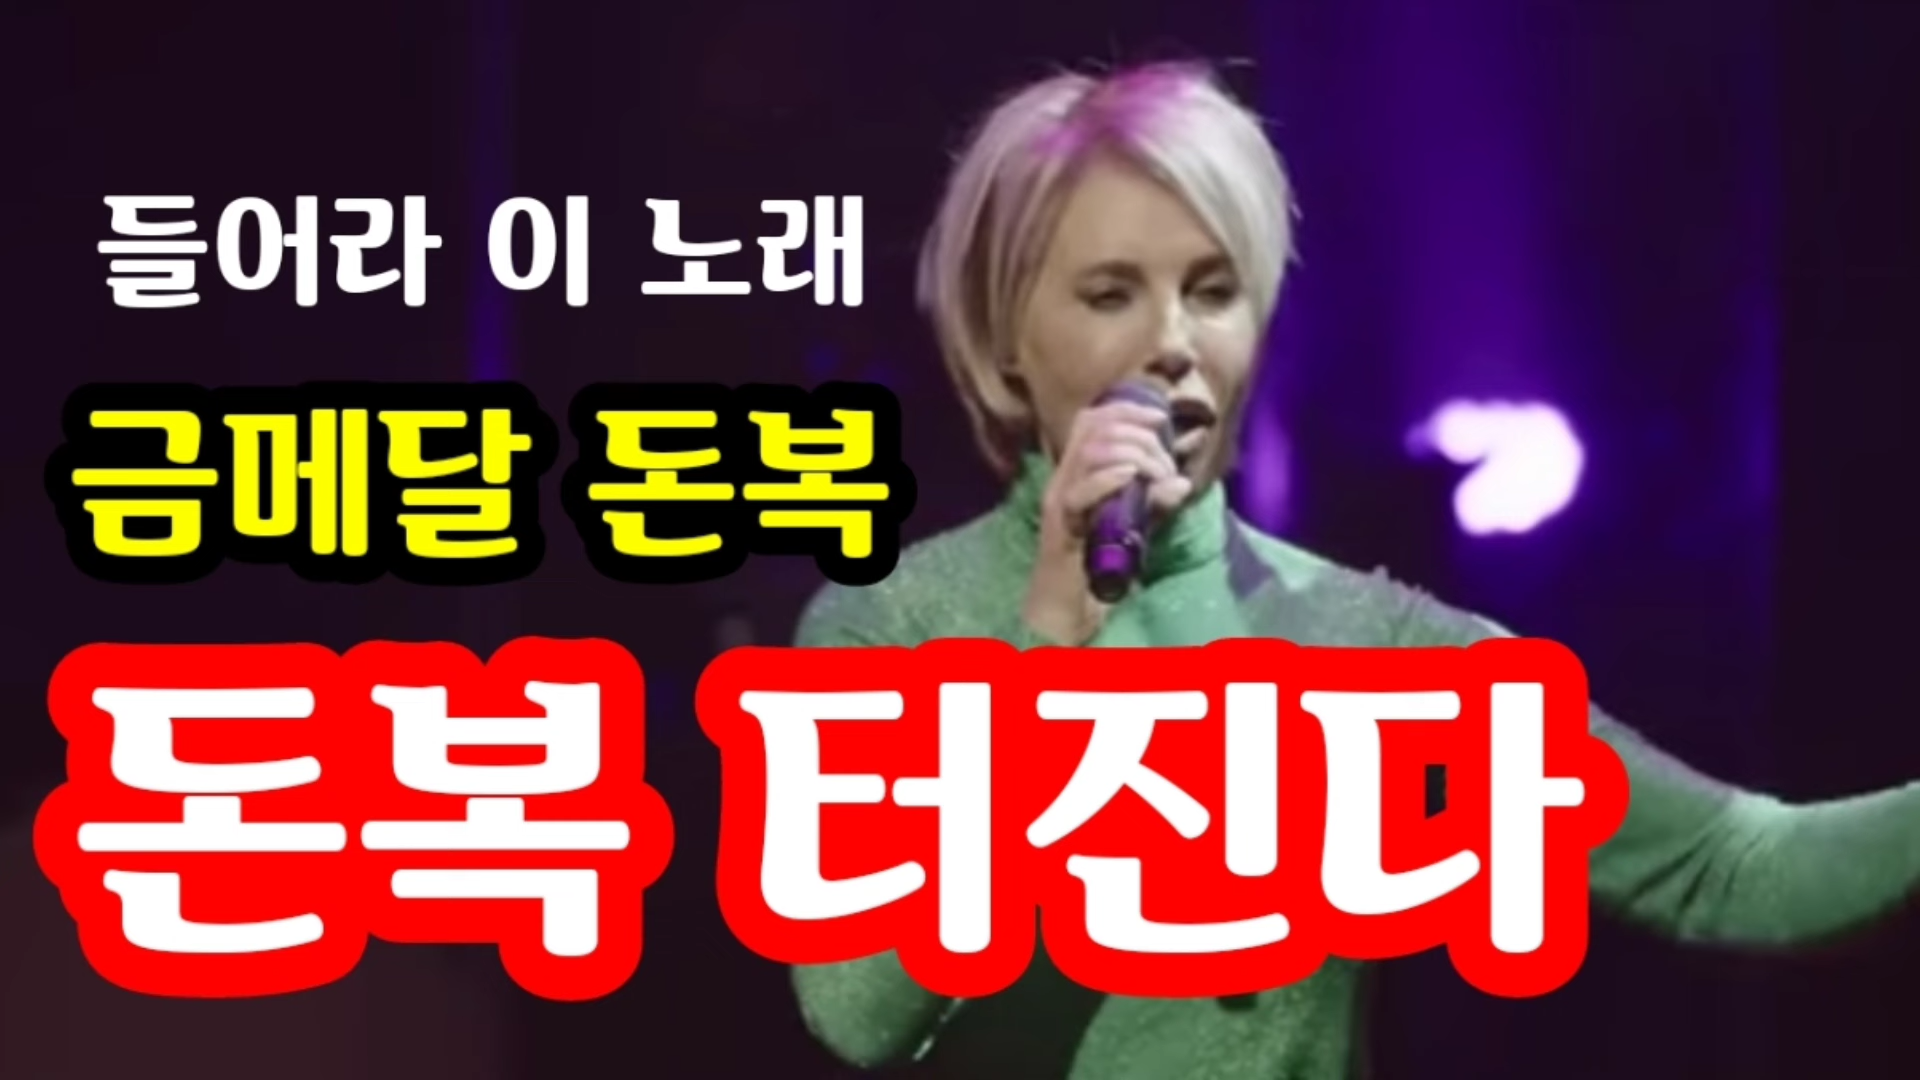 들어라 이 노래
금메달 돈복
돈복 터진다